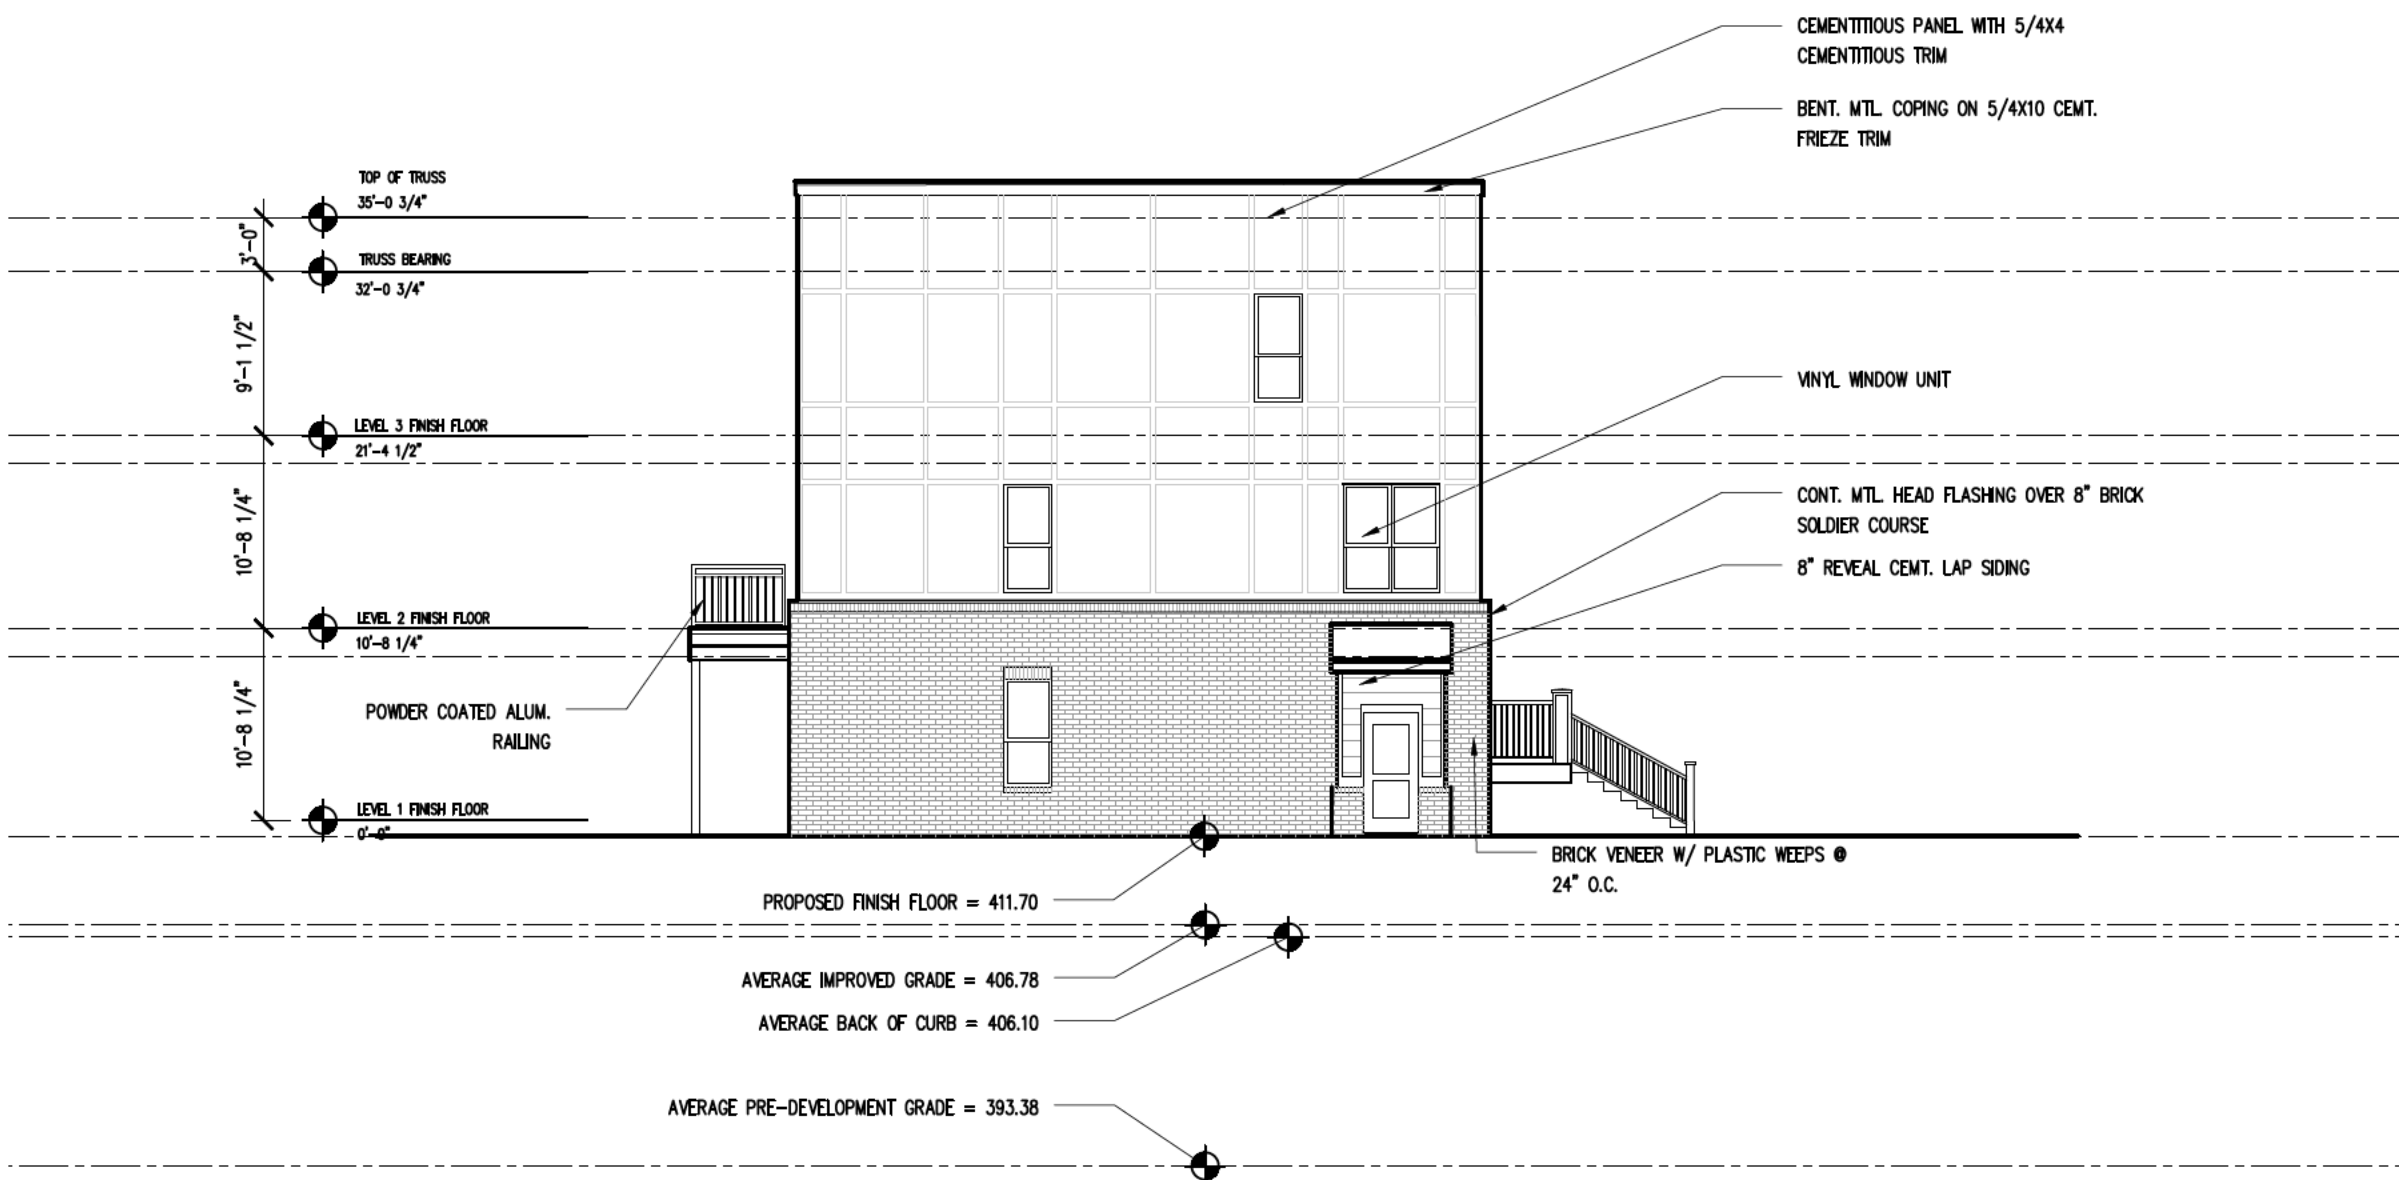 CEMENTITIOUS PANEL WITH 5/4X4
CEMENTITIOUS TRIM
BENT. MTL. COPING ON 5/4X10 CEMT.
FRIEZE TRIM
TOP OF TRUSS
35'-0 3/4"
3'-0"
TRUSS BEARING
32'-0 3/4"
9'-1 1/2"
VINYL WINDOW UNIT
LEVEL 3 FINISH FLOOR
21'-4 1/2"
10'-8 1/4"
CONT. MTL. HEAD FLASHING OVER 8" BRICK
SOLDIER COURSE
8" REVEAL CEMT. LAP SIDING
LEVEL 2 FINISH FLOOR
10'-8 1/4"
10'-8 1/4"
POWDER COATED ALUM.
RAILING
LEVEL 1 FINISH FLOOR
0'-0"
BRICK VENEER W/ PLASTIC WEEPS @
24" O.C.
PROPOSED FINISH FLOOR = 411.70
AVERAGE IMPROVED GRADE = 406.78
AVERAGE BACK OF CURB = 406.10
AVERAGE PRE-DEVELOPMENT GRADE = 393.38